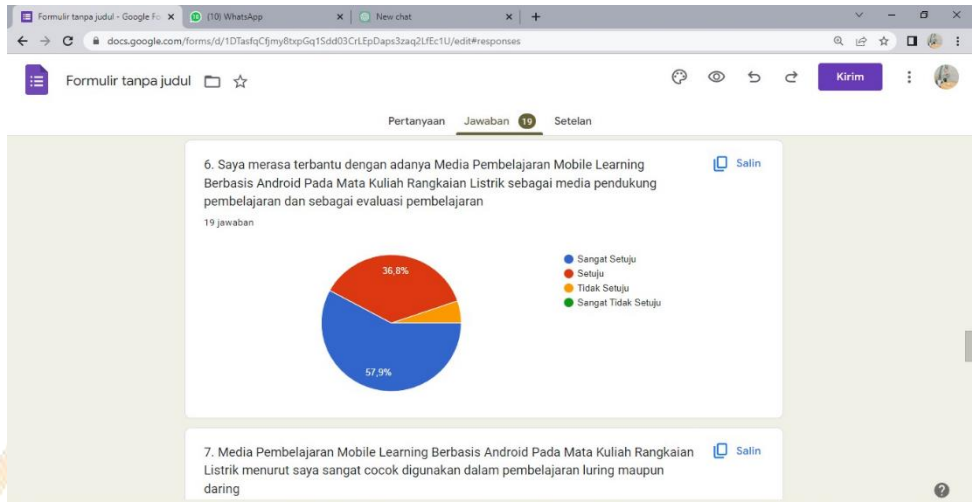 Formulir tanpa judul - Google Fo
(10) WhatsApp
New chat
docs.google.com/forms/d/1DTasfqCfjmy8txpGq1Sdd03CrLEpDaps3zaq2LfEc1U/edit#responses
Formulir tanpa judul
Kirim
Pertanyaan Jawaban 19 Setelan
6. Saya merasa terbantu dengan adanya Media Pembelajaran Mobile Learning
Berbasis Android Pada Mata Kuliah Rangkaian Listrik sebagai media pendukung
pembelajaran dan sebagai evaluasi pembelajaran
Salin
19 jawaban
36,8%
57,9%
Sangat Setuju
Setuju
Tidak Setuju
Sangat Tidak Setuju
7. Media Pembelajaran Mobile Learning Berbasis Android Pada Mata Kuliah Rangkaian
Listrik menurut saya sangat cocok digunakan dalam pembelajaran luring maupun
daring
Salin